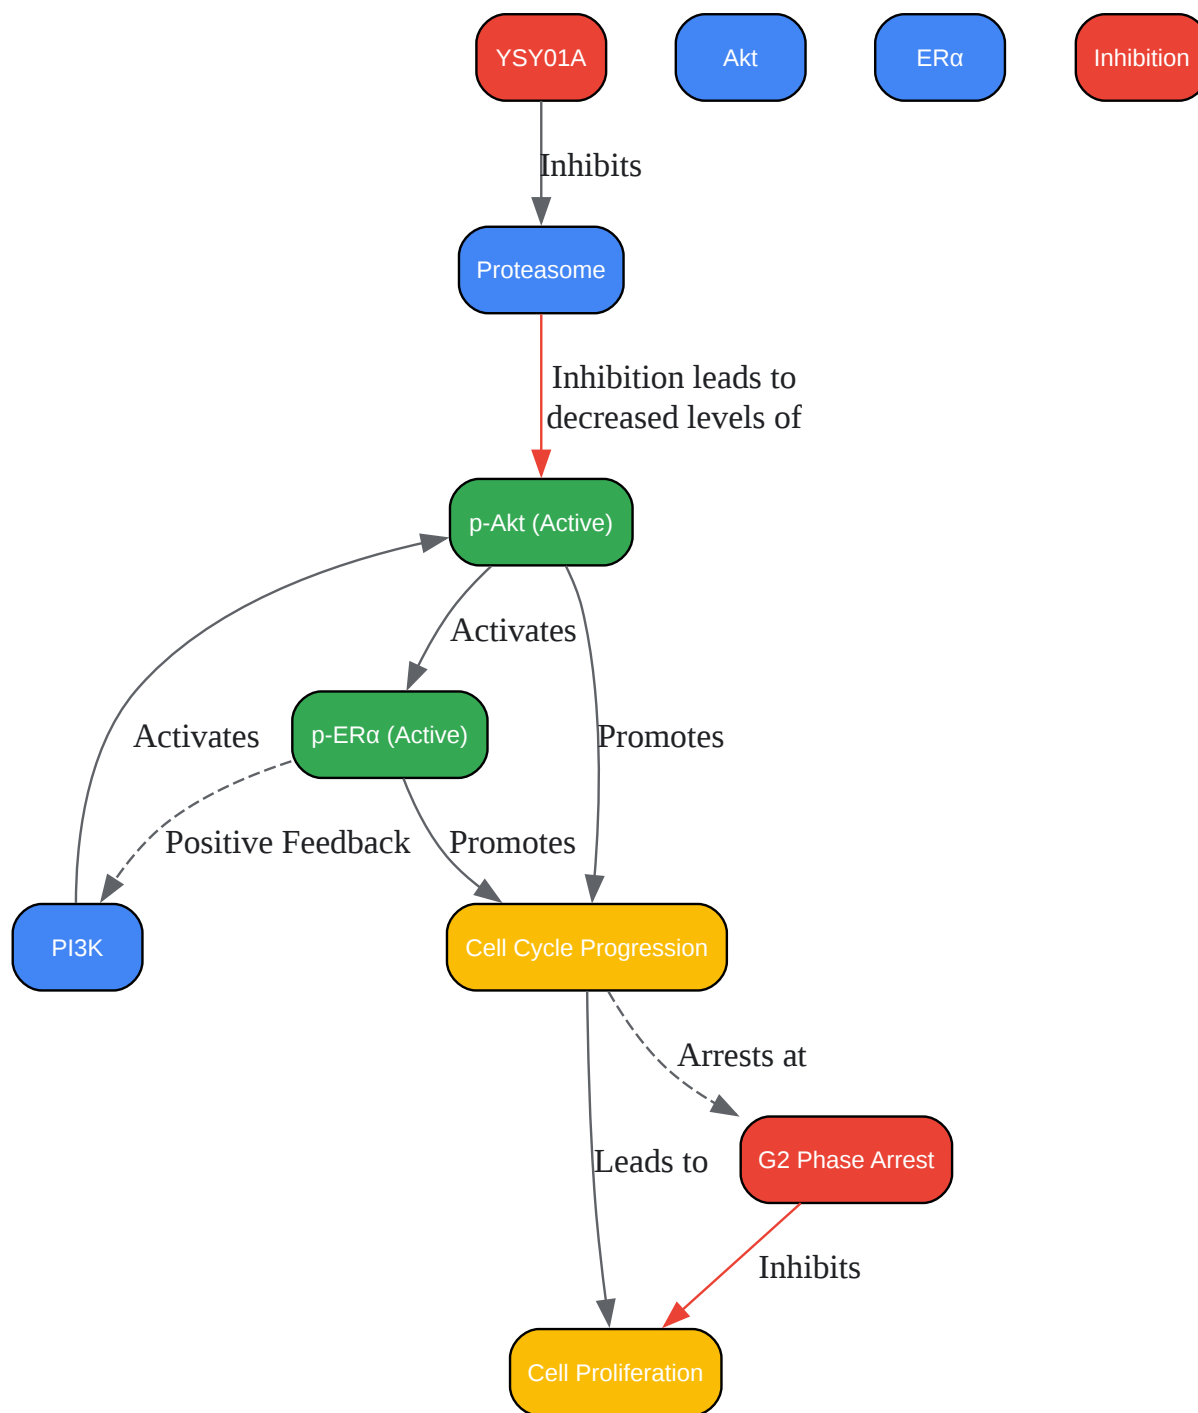 YSY01A
Akt
ERα
Inhibition
Inhibits
Proteasome
Inhibition leads to
decreased levels of
p-Akt (Active)
Activates
p-ERα (Active)
Activates
Promotes
Positive Feedback
Promotes
PI3K
Cell Cycle Progression
Arrests at
G2 Phase Arrest
Leads to
Inhibits
Cell Proliferation